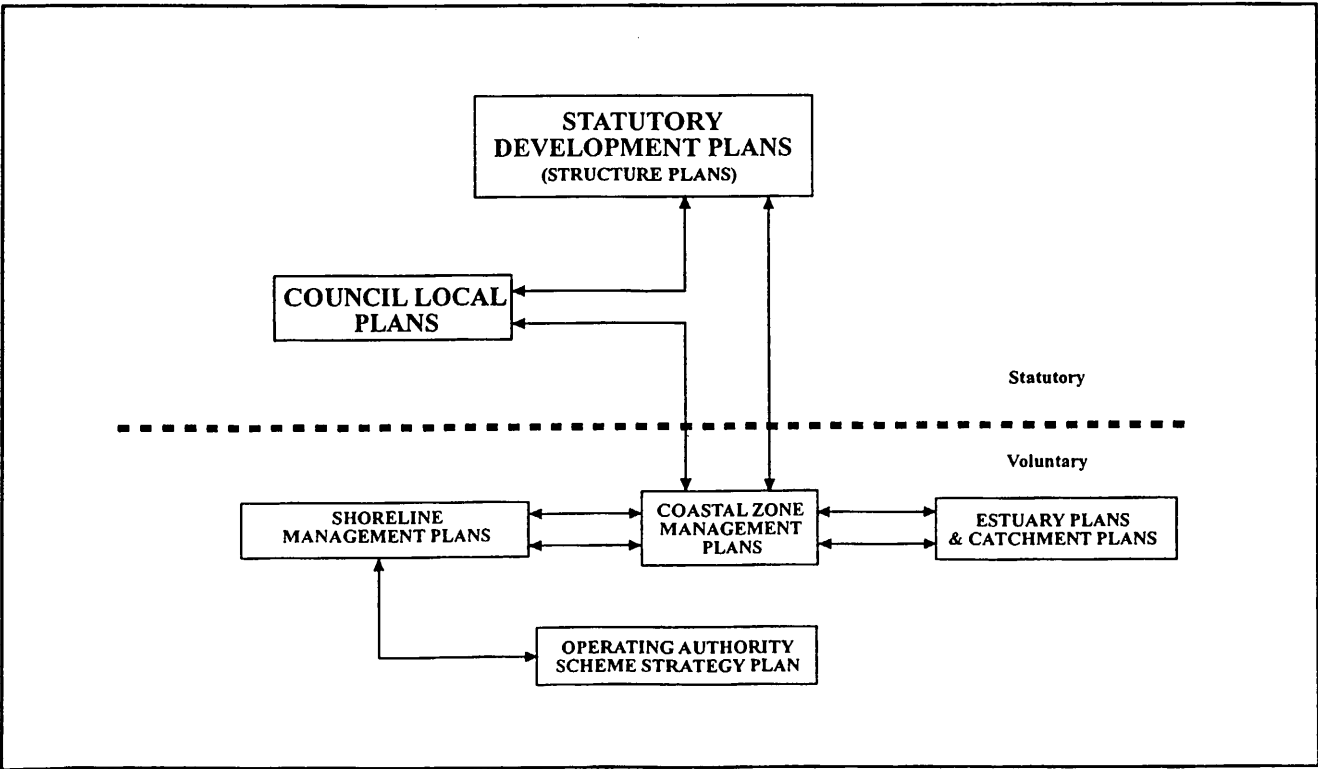 STATUTORY
DEVELOPMENT PLANS
(STRUCTURE PLANS)
COUNCIL LOCAL
PLANS
Statutory
Voluntary
SHORELINE
MANAGEMENT PLANS
COASTAL ZONE
MANAGEMENT
PLANS
ESTUARY PLANS
& CATCHMENT PLANS
OPERATING AUTHORITY
SCHEME STRATEGY PLAN